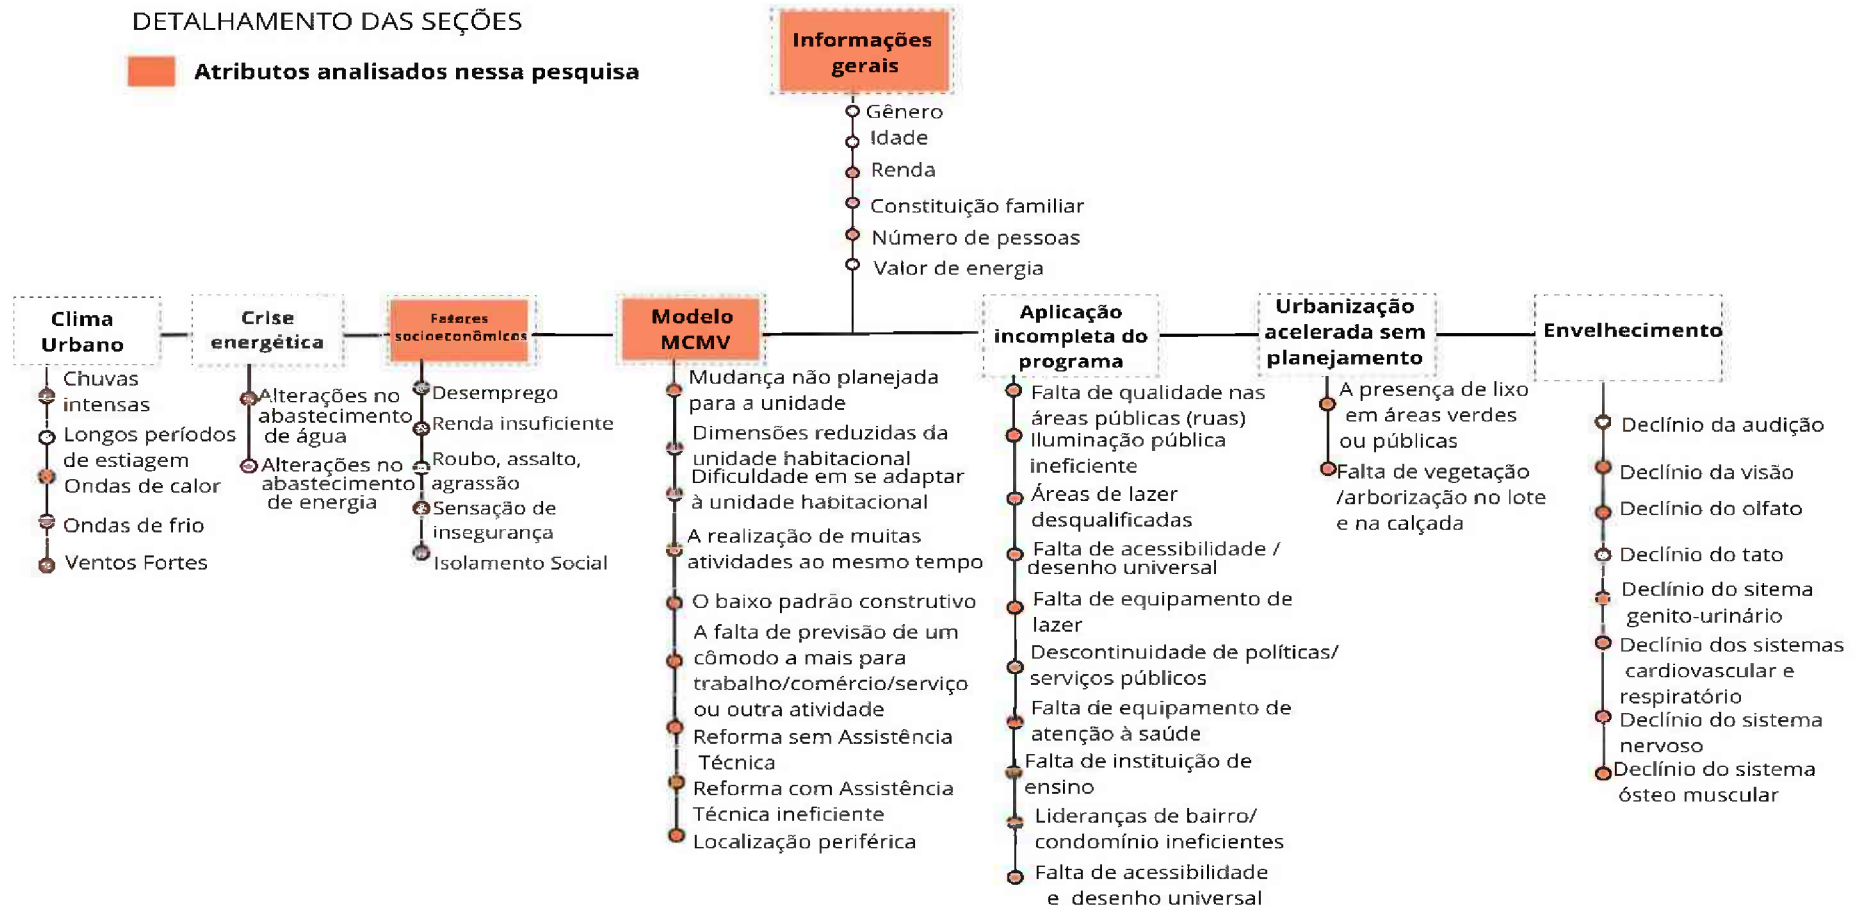 DETALHAMENTO DAS SEÇÕES
Atributos analisados nessa pesquisa
Informações
gerais
Gênero
Idade
Renda
Constituição familiar
Número de pessoas
Valor de energia
Clima
Urbano
Chuvas
intensas
Longos períodos
de estiagem
Ondas de calor
Ondas de frio
Ventos Fortes
Crise
energética
Alterações no
abastecimento
de água
Alterações no
abastecimento
de energia
Fatores
socioeconômicos
Desemprego
Renda insuficiente
Roubo, assalto,
agrassão
Sensação de
insegurança
Isolamento Social
Modelo
MCMV
Mudança não planejada
para a unidade
Dimensões reduzidas da
unidade habitacional
Dificuldade em se adaptar
à unidade habitacional
A realização de muitas
atividades ao mesmo tempo
O baixo padrão construtivo
A falta de previsão de um
cômodo a mais para
trabalho/comércio/serviço
ou outra atividade
Reforma sem Assistência
Técnica
Reforma com Assistência
Técnica ineficiente
Localização periférica
Aplicação
incompleta do
programa
Falta de qualidade nas
áreas públicas (ruas)
Iluminação pública
ineficiente
Áreas de lazer
desqualificadas
Falta de acessibilidade /
desenho universal
Falta de equipamento de
lazer
Descontinuidade de políticas/
serviços públicos
Falta de equipamento de
atenção à saúde
Falta de instituição de
ensino
Lideranças de bairro/
condomínio ineficientes
Falta de acessibilidade
e desenho universal
Urbanização
acelerada sem
planejamento
A presença de lixo
em áreas verdes
ou públicas
Falta de vegetação
/arborização no lote
e na calçada
Envelhecimento
Declínio da audição
Declínio da visão
Declínio do olfato
Declínio do tato
Declínio do sitema
genito-urinário
Declínio dos sistemas
cardiovascular e
respiratório
Declínio do sistema
nervoso
Declínio do sistema
ósteo muscular